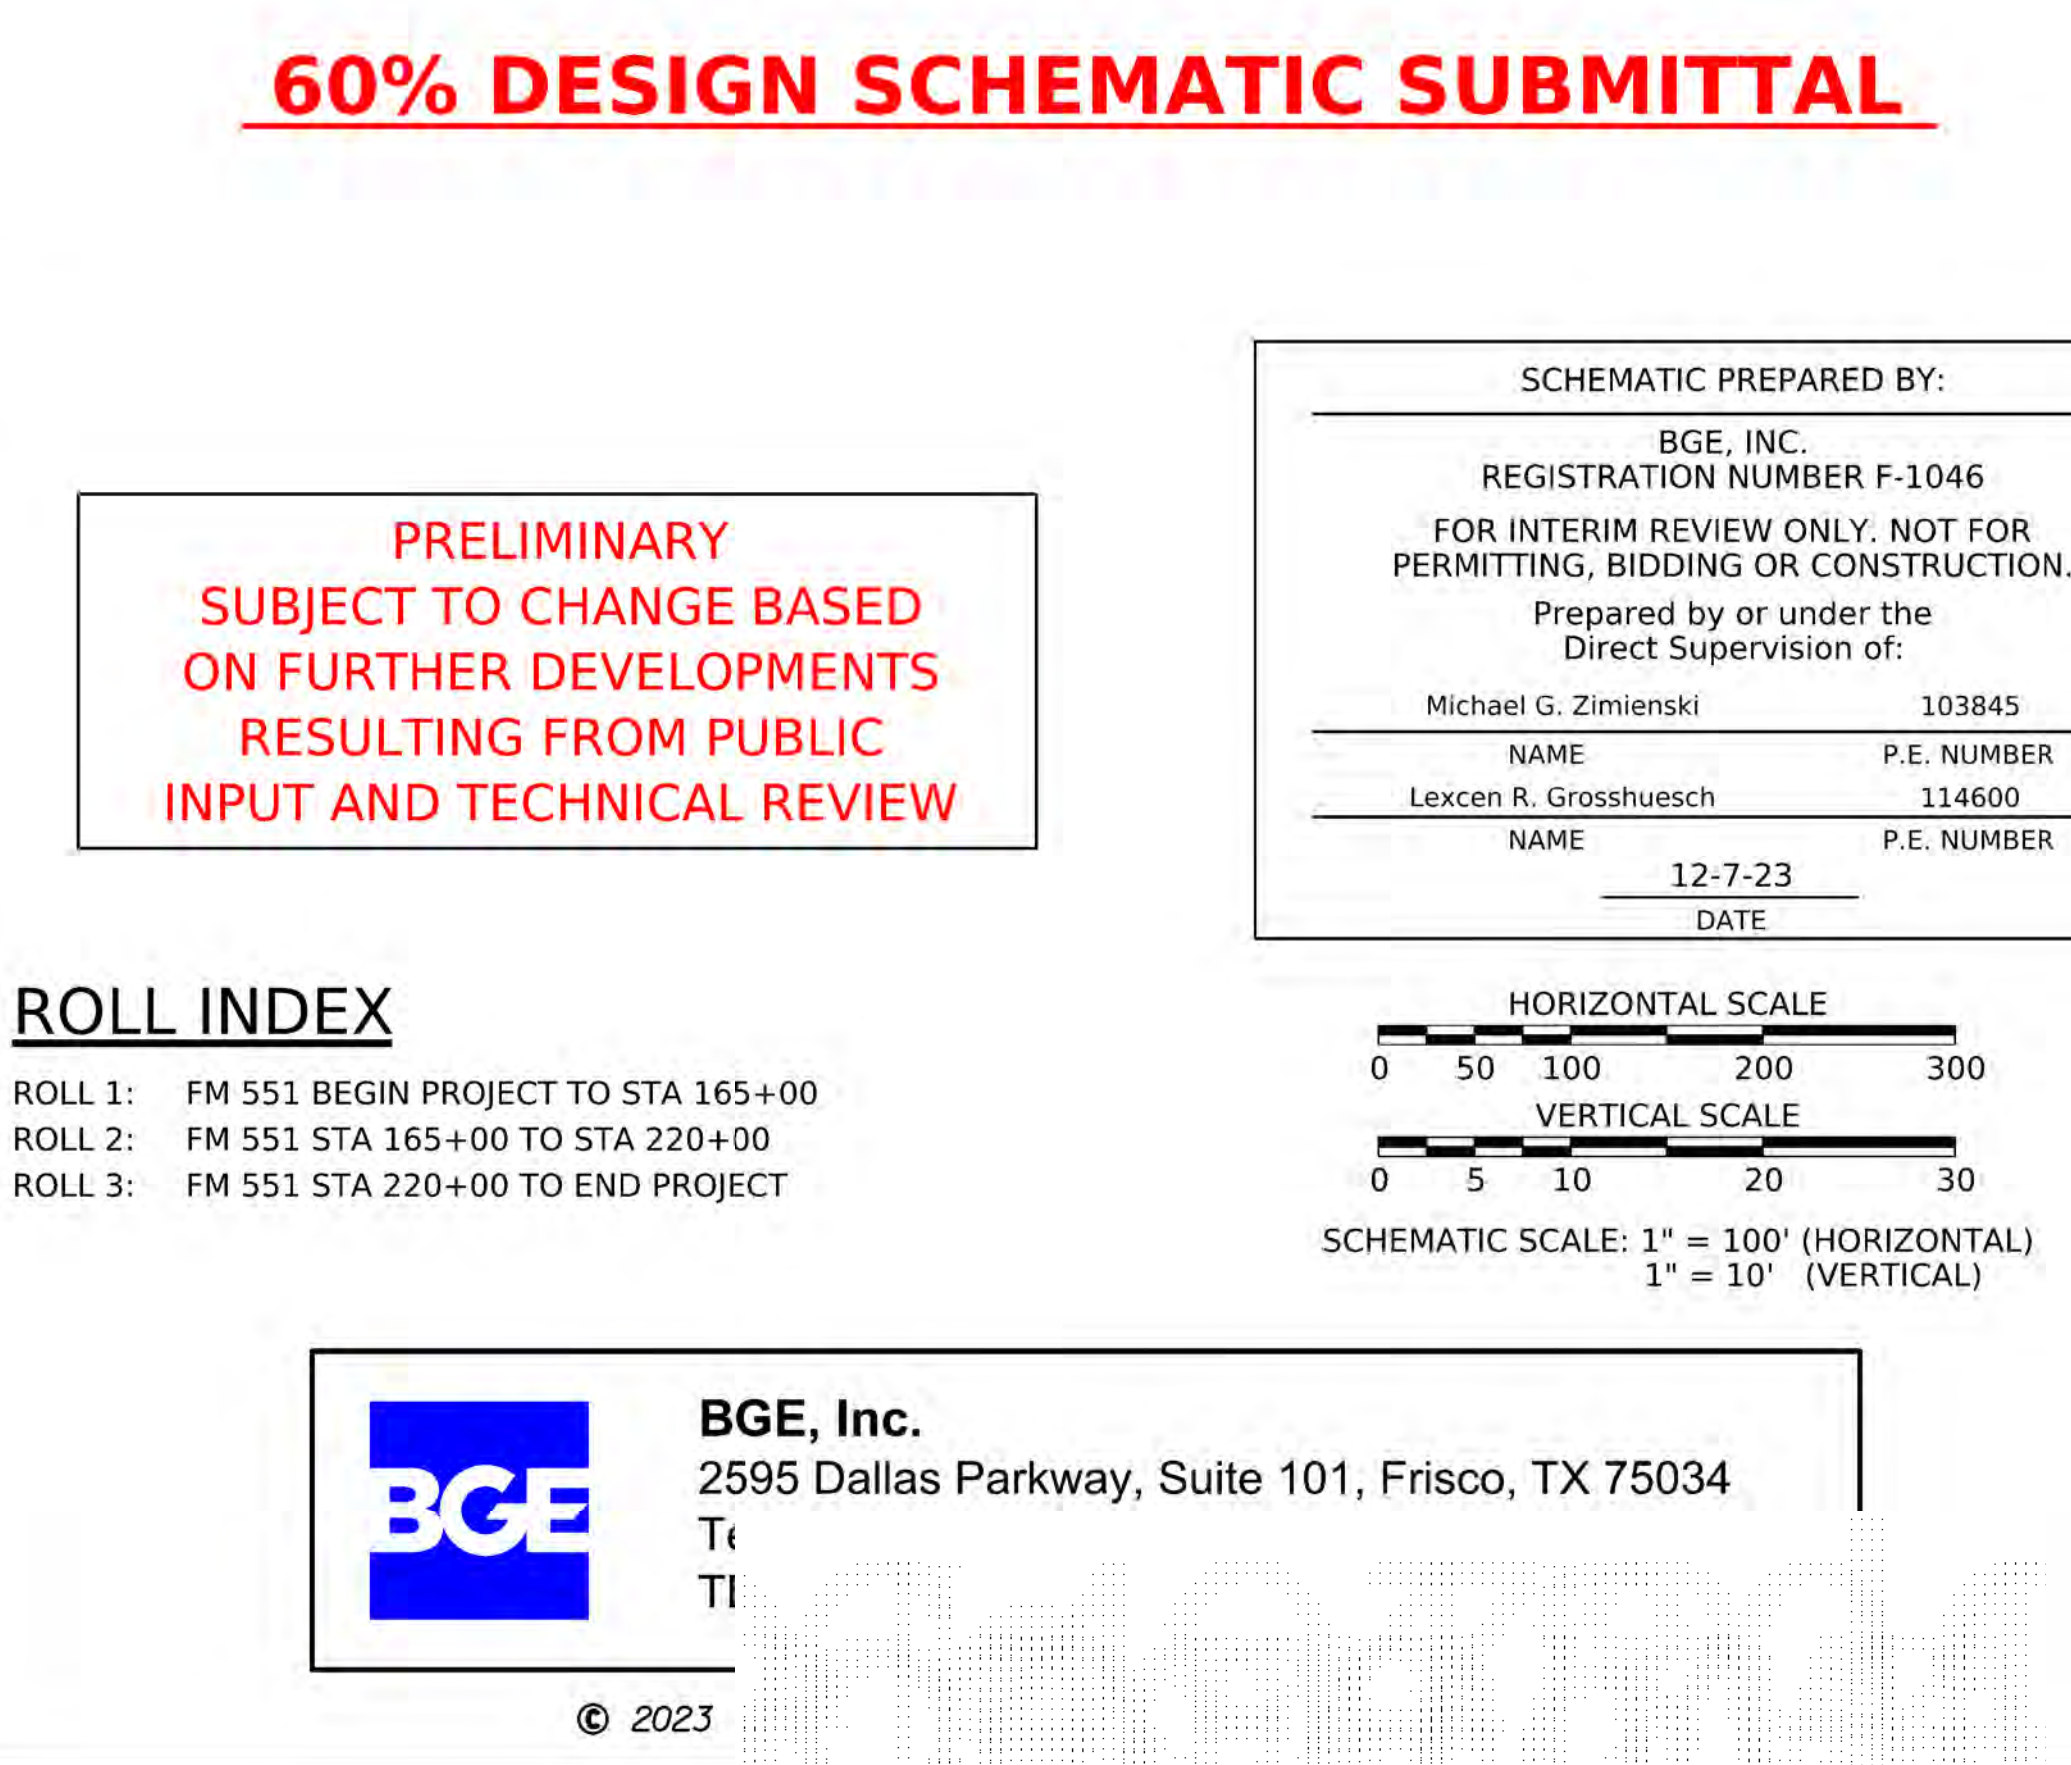 60% DESIGN SCHEMATIC SUBMITTAL
SCHEMATIC PREPARED BY:
BGE, INC.
REGISTRATION NUMBER F-1046
FOR INTERIM REVIEW ONLY. NOT FOR
PERMITTING, BIDDING OR CONSTRUCTION.
Prepared by or under the
Direct Supervision of:
Michael G. Zimienski 103845
NAME P.E. NUMBER
Lexcen R. Grosshuesch 114600
NAME P.E. NUMBER
12-7-23
DATE
PRELIMINARY
SUBJECT TO CHANGE BASED
ON FURTHER DEVELOPMENTS
RESULTING FROM PUBLIC
INPUT AND TECHNICAL REVIEW
ROLL INDEX
ROLL 1: FM 551 BEGIN PROJECT TO STA 165+00
ROLL 2: FM 551 STA 165+00 TO STA 220+00
ROLL 3: FM 551 STA 220+00 TO END PROJECT
HORIZONTAL SCALE
0 50 100 200 300
VERTICAL SCALE
0 5 10 20 30
SCHEMATIC SCALE: 1" = 100' (HORIZONTAL)
1" = 10' (VERTICAL)
BGE
BGE, Inc.
2595 Dallas Parkway, Suite 101, Frisco, TX 75034
© 2023